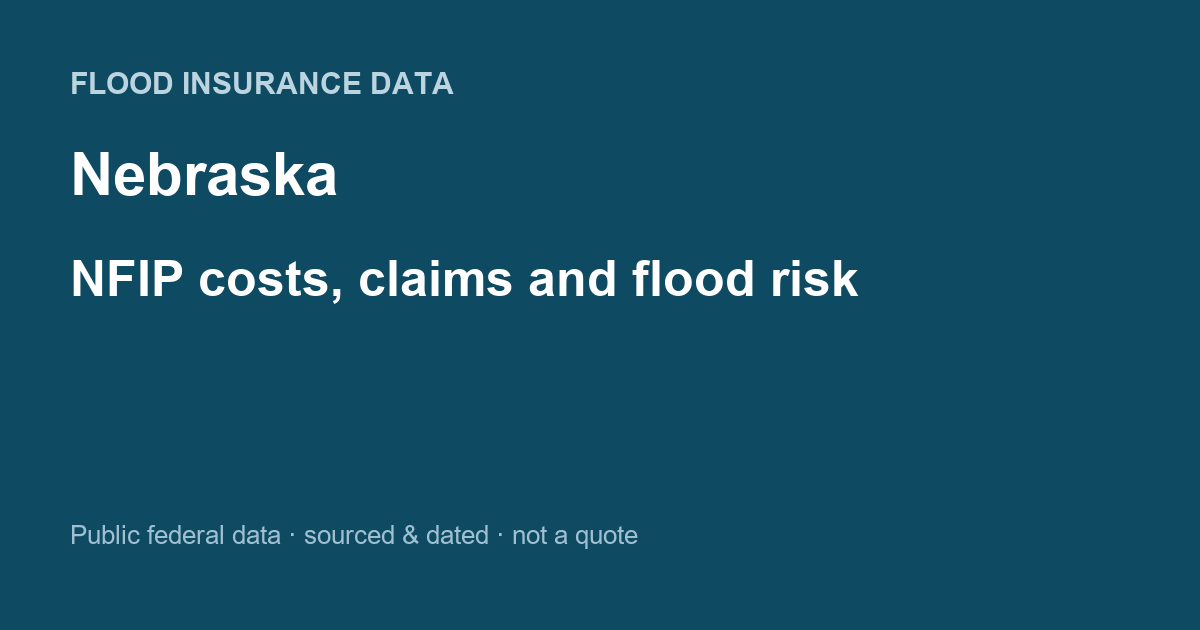 FLOOD INSURANCE DATA
Nebraska
NFIP costs, claims and flood risk
Public federal data · sourced & dated · not a quote